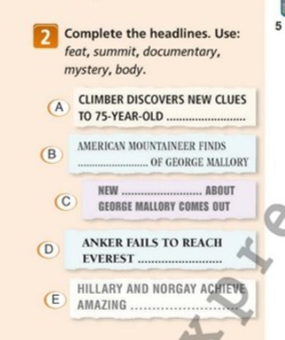 5
2 Complete the headlines. Use:
feat, summit, documentary,
mystery, body.
A CLIMBER DISCOVERS NEW CLUES
TO 75-YEAR-OLD ........................
B AMERICAN MOUNTAINEER FINDS
...................... OF GEORGE MALLORY
C NEW ........................ ABOUT
GEORGE MALLORY COMES OUT
D ANKER FAILS TO REACH
EVEREST ........................
E HILLARY AND NORGAY ACHIEVE
AMAZING ........................